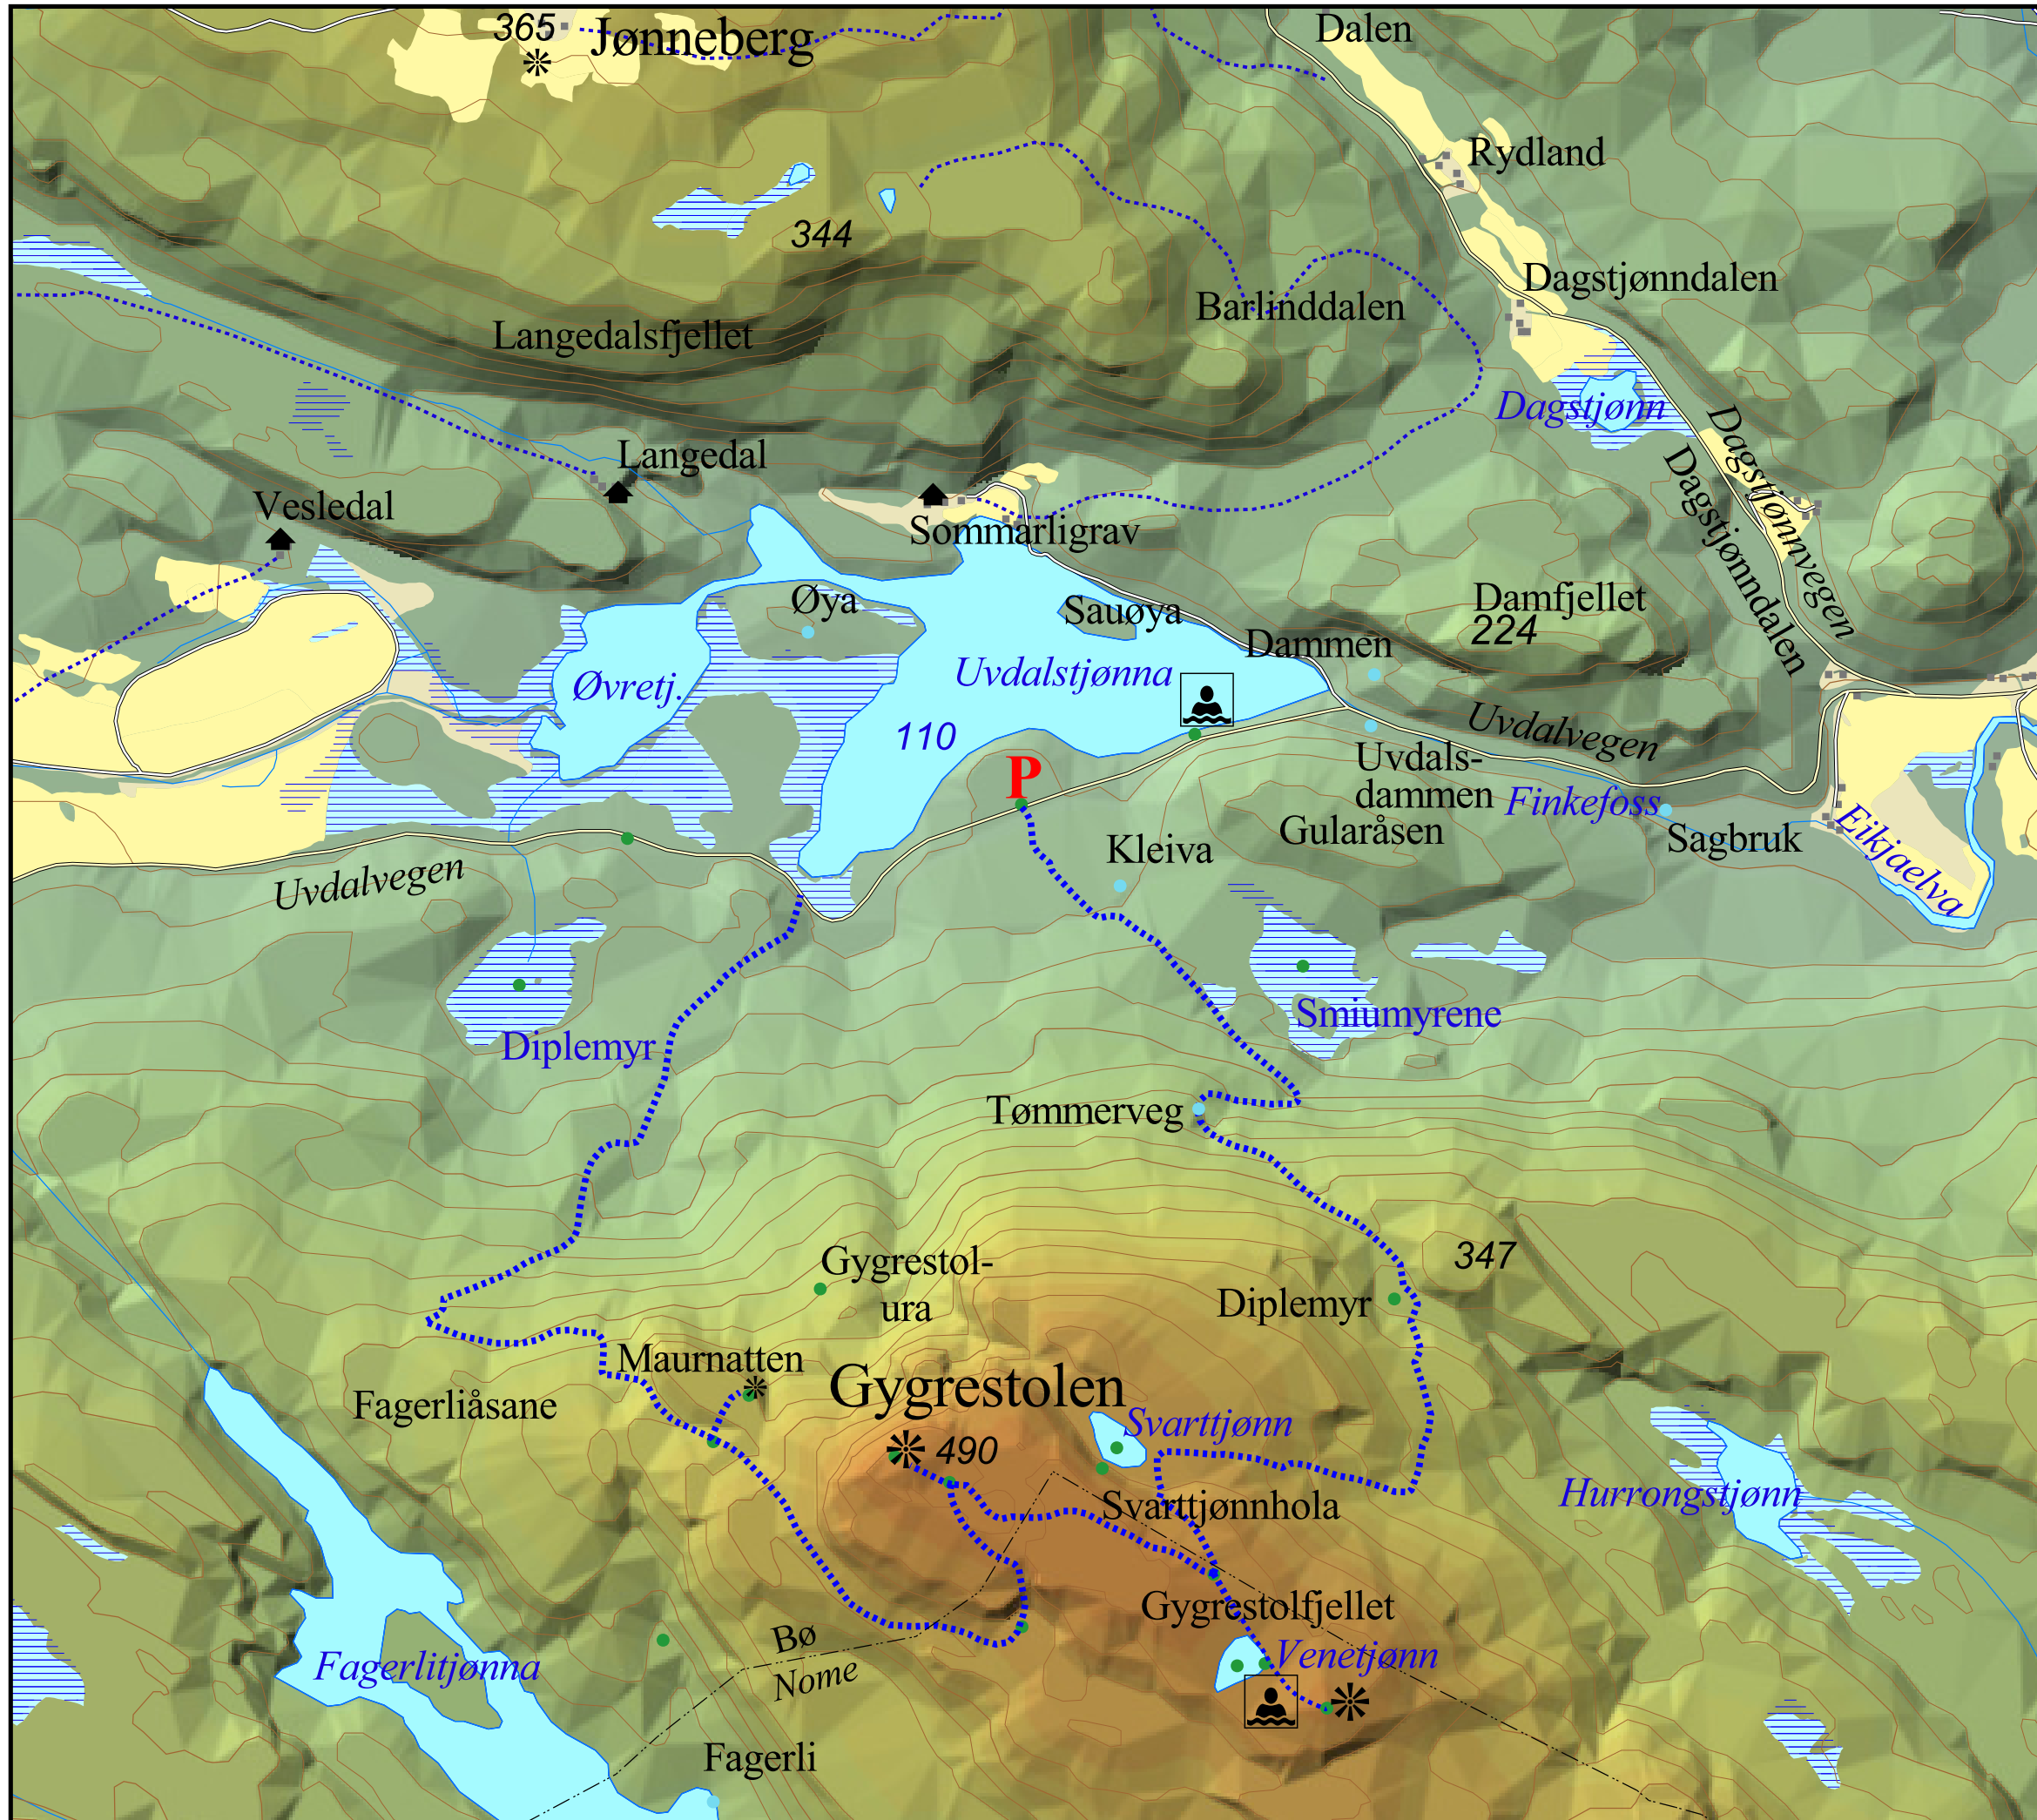 365
Jønneberg
Dalen
Rydland
344
Dagstjønndalen
Barlinddalen
Langedalsfjellet
Dagstjønn
Dagstjønnvegen
Dagstjønndalen
Langedal
Vesledal
Sommarligrav
Øya
Sauøya
Damfjellet
224
Dammen
Øvretj.
Uvdalstjønna
110
Uvdalvegen
P
Uvdals-
dammen
Finkefoss
Gularåsen
Sagbruk
Eikjaelva
Kleiva
Uvdalvegen
Smiumyrene
Diplemyr
Tømmerveg
347
Gygrestol-
ura
Diplemyr
Maurnatten
Gygrestolen
Fagerliåsane
Svarttjønn
490
Hurrongstjønn
Svarttjønnhola
Gygrestolfjellet
Bø
Nome
Venetjønn
Fagerlitjønna
Fagerli